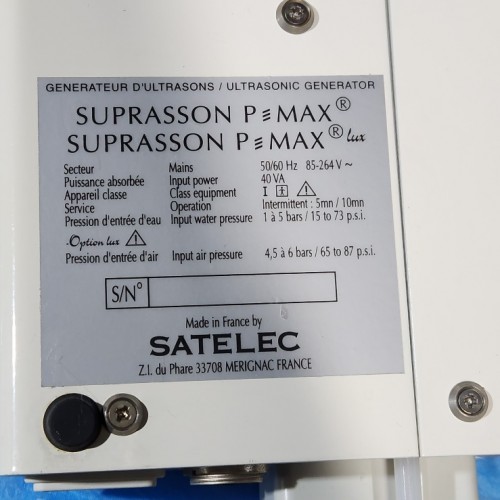 GENERATEUR D'ULTRASONS / ULTRASONIC GENERATOR
SUPRASSON P≡MAX®
SUPRASSON P≡MAX® lux
Secteur Mains 50/60 Hz 85-264 V ~
Puissance absorbée Input power 40 VA
Appareil classe Class equipment I
Service Operation Intermittent : 5mn / 10mn
Pression d'entrée d'eau Input water pressure 1 à 5 bars / 15 to 73 p.s.i.
Option lux
Pression d'entrée d'air Input air pressure 4,5 à 6 bars / 65 to 87 p.s.i.
S/N°
Made in France by
SATELEC
Z.I. du Phare 33708 MERIGNAC FRANCE